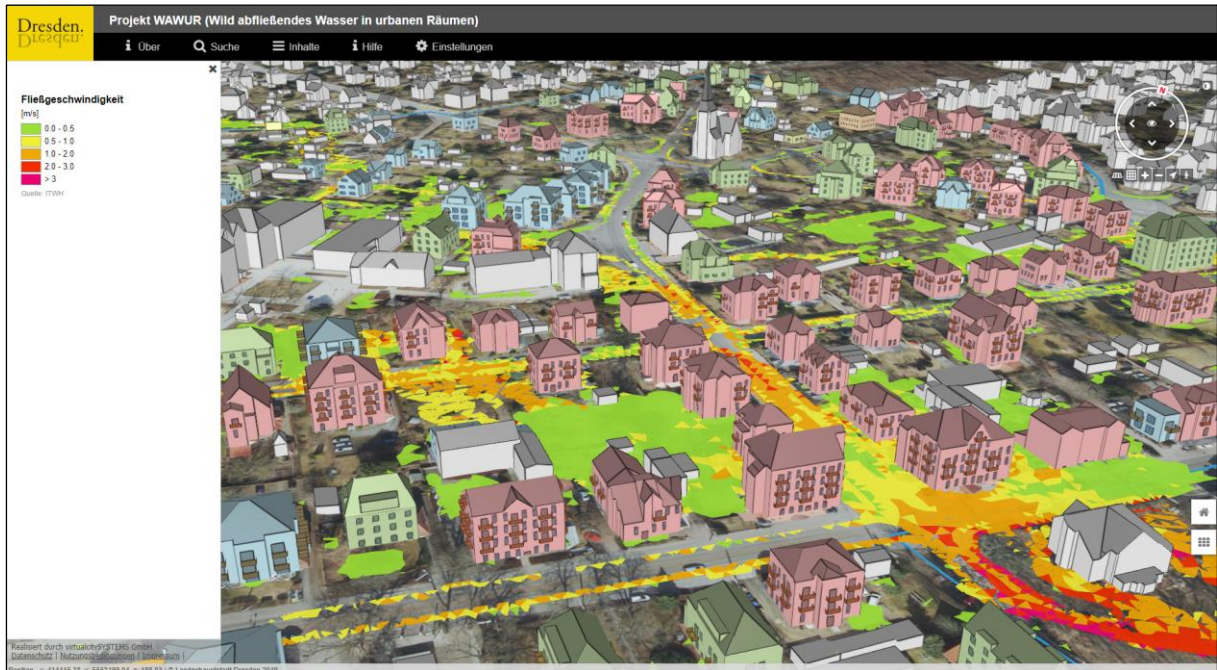 Dresden.
Dresden.
Projekt WAWUR (Wild abfließendes Wasser in urbanen Räumen)
Über
Suche
Inhalte
Hilfe
Einstellungen
Fließgeschwindigkeit
[m/s]
0.0 - 0.5
0.5 - 1.0
1.0 - 2.0
2.0 - 3.0
> 3
Quelle: ITWH
N
Realisiert durch virtualcitySYSTEMS GmbH
Datenschutz | Nutzungsbedingungen | Impressum |